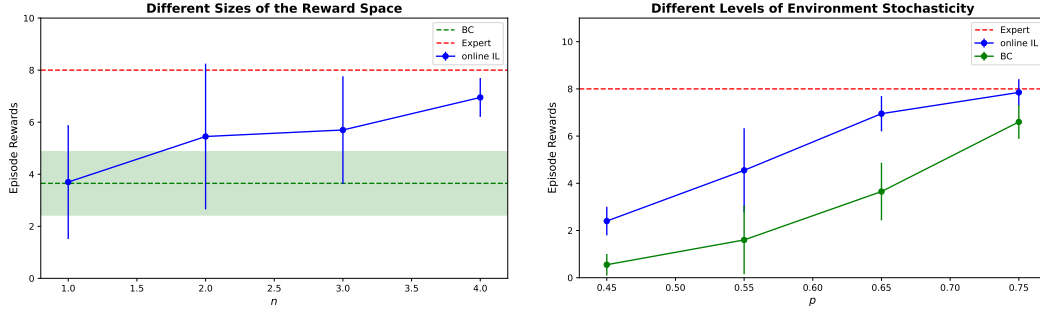 Different Sizes of the Reward Space
Episode Rewards
10
8
6
4
2
0
BC
Expert
online IL
1.0 1.5 2.0 2.5 3.0 3.5 4.0
n
Different Levels of Environment Stochasticity
Episode Rewards
10
8
6
4
2
0
Expert
online IL
BC
0.45 0.50 0.55 0.60 0.65 0.70 0.75
p